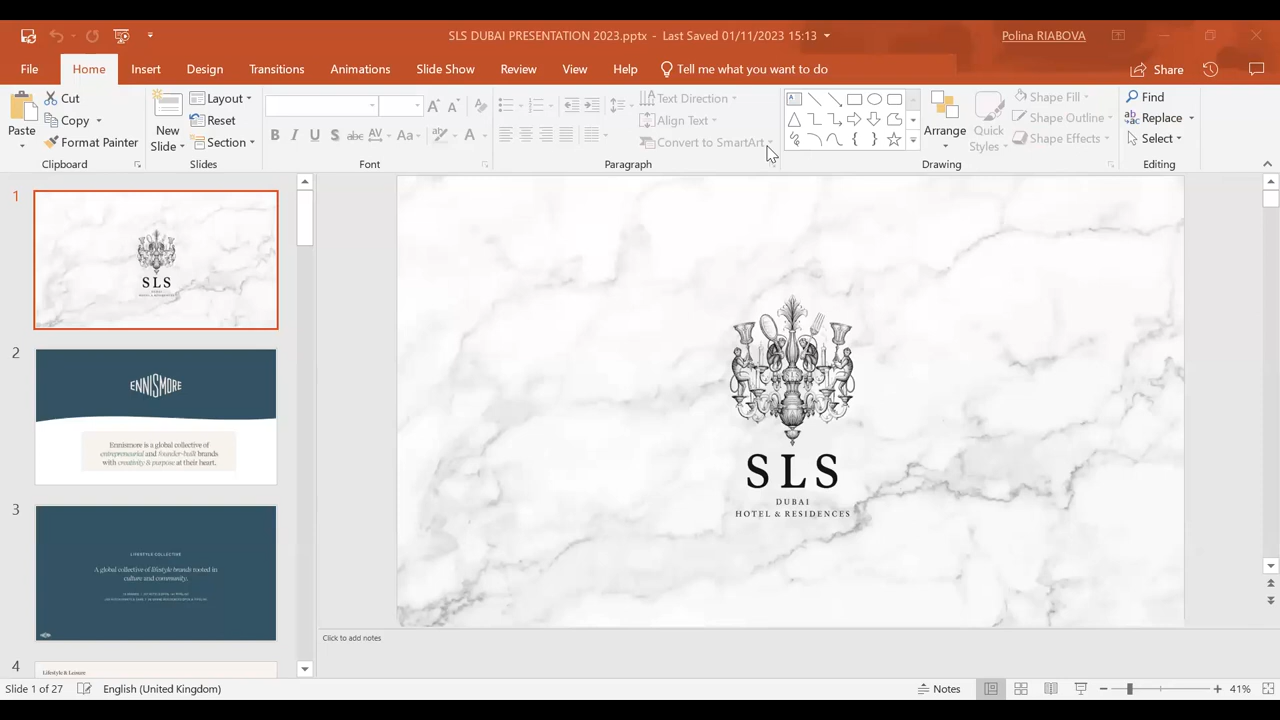 SLS DUBAI PRESENTATION 2023.pptx - Last Saved 01/11/2023 15:13
Polina RIABOVA
File Home Insert Design Transitions Animations Slide Show Review View Help Tell me what you want to do Share
Paste
Cut
Copy
Format Painter
Clipboard
New
Slide
Layout
Reset
Section
Slides
B I U S abc AV Aa A
Font
Text Direction
Align Text
Convert to SmartArt
Paragraph
Arrange
Quick
Styles
Shape Fill
Shape Outline
Shape Effects
Drawing
Find
Replace
Select
Editing
1
SLS
2
ENNISMORE
Ennismore is a global collective of
entrepreneurial and founder-built brands
with creativity & purpose at their heart.
3
LIFESTYLE COLLECTIVE
A global collective of lifestyle brands rooted in
culture and community.
4
Lifestyle & Leisure
SLS
DUBAI
HOTEL & RESIDENCES
Click to add notes
Slide 1 of 27 English (United Kingdom) Notes 41%